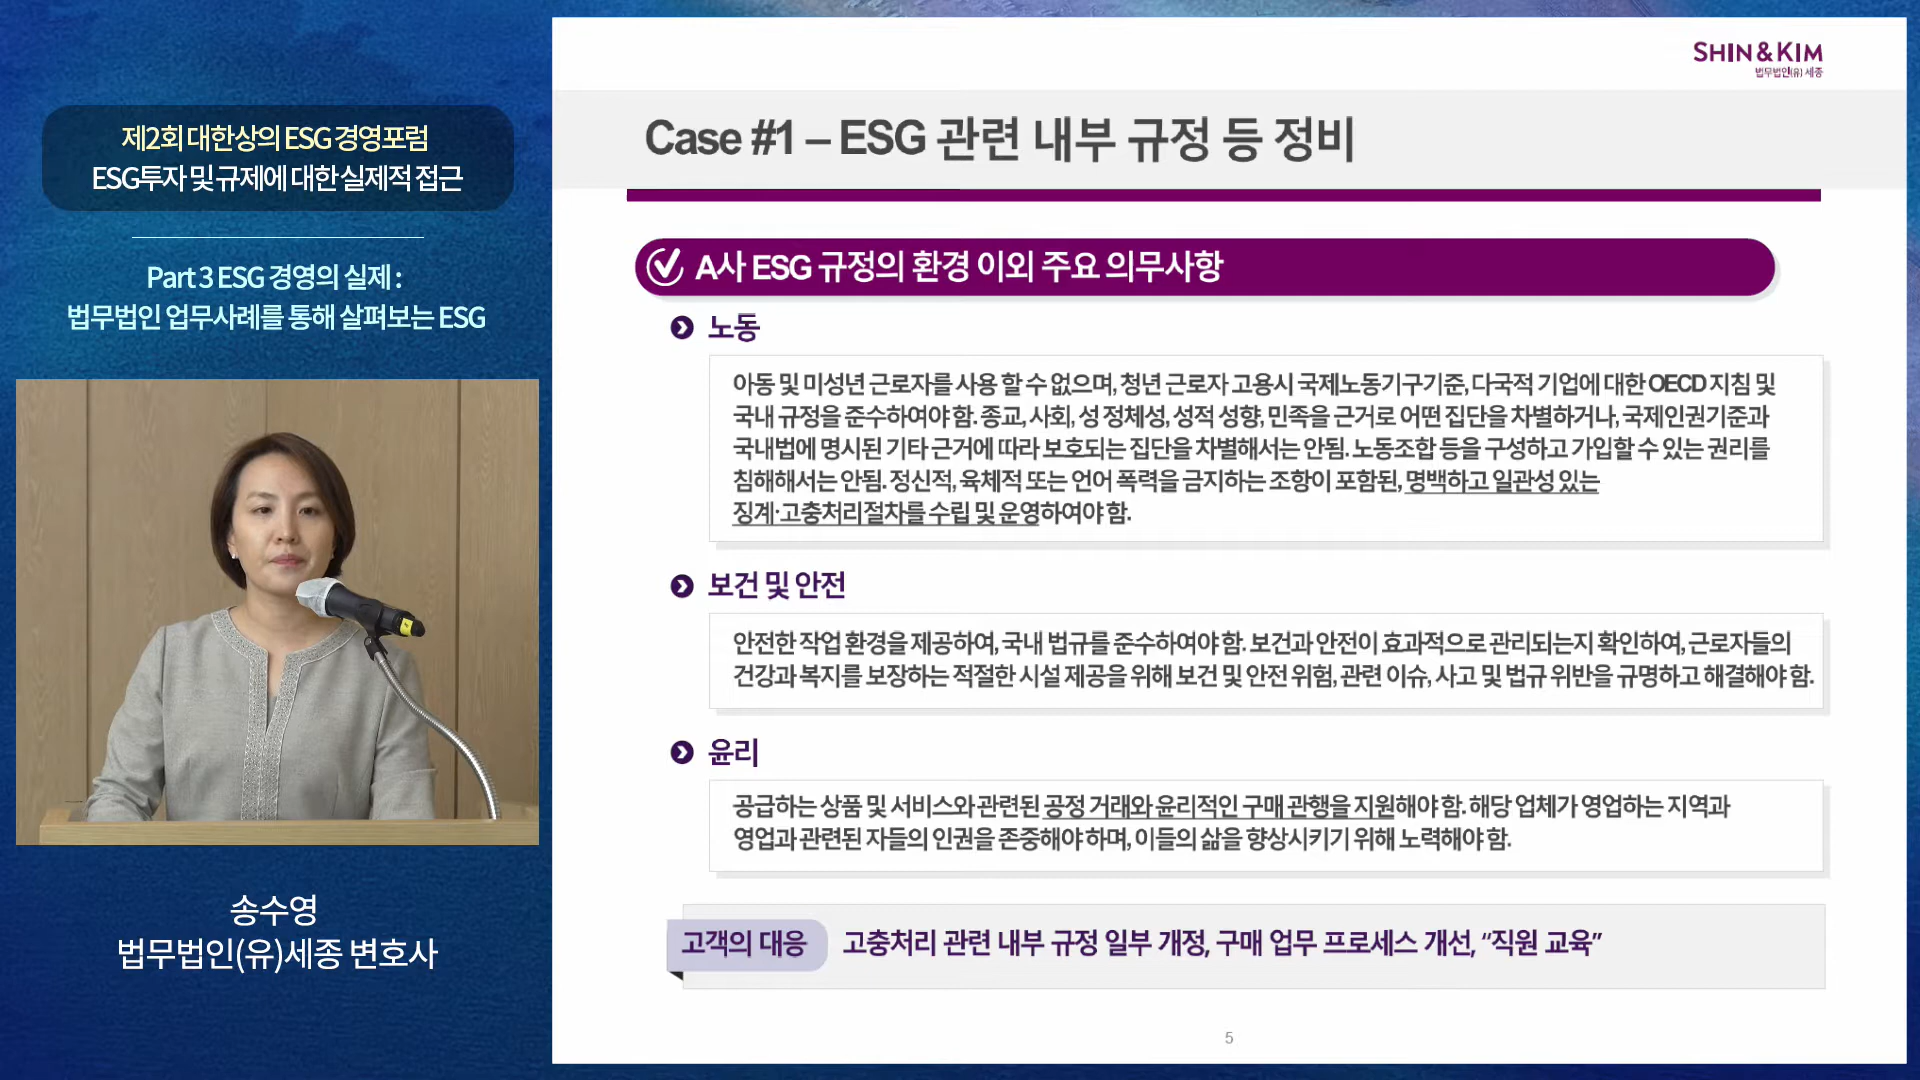 제2회 대한상의 ESG 경영포럼
ESG투자 및 규제에 대한 실제적 접근
Part 3 ESG 경영의 실제 :
법무법인 업무사례를 통해 살펴보는 ESG
송수영
법무법인(유)세종 변호사
SHIN&KIM
법무법인(유) 세종
Case #1 – ESG 관련 내부 규정 등 정비
A사 ESG 규정의 환경 이외 주요 의무사항
노동
아동 및 미성년 근로자를 사용 할 수 없으며, 청년 근로자 고용시 국제노동기구기준, 다국적 기업에 대한 OECD 지침 및
국내 규정을 준수하여야 함. 종교, 사회, 성 정체성, 성적 성향, 민족을 근거로 어떤 집단을 차별하거나, 국제인권기준과
국내법에 명시된 기타 근거에 따라 보호되는 집단을 차별해서는 안됨. 노동조합 등을 구성하고 가입할 수 있는 권리를
침해해서는 안됨. 정신적, 육체적 또는 언어 폭력을 금지하는 조항이 포함된, 명백하고 일관성 있는
징계·고충처리절차를 수립 및 운영하여야 함.
보건 및 안전
안전한 작업 환경을 제공하여, 국내 법규를 준수하여야 함. 보건과 안전이 효과적으로 관리되는지 확인하여, 근로자들의
건강과 복지를 보장하는 적절한 시설 제공을 위해 보건 및 안전 위험, 관련 이슈, 사고 및 법규 위반을 규명하고 해결해야 함.
윤리
공급하는 상품 및 서비스와 관련된 공정 거래와 윤리적인 구매 관행을 지원해야 함. 해당 업체가 영업하는 지역과
영업과 관련된 자들의 인권을 존중해야 하며, 이들의 삶을 향상시키기 위해 노력해야 함.
고객의 대응 고충처리 관련 내부 규정 일부 개정, 구매 업무 프로세스 개선, “직원 교육”
5